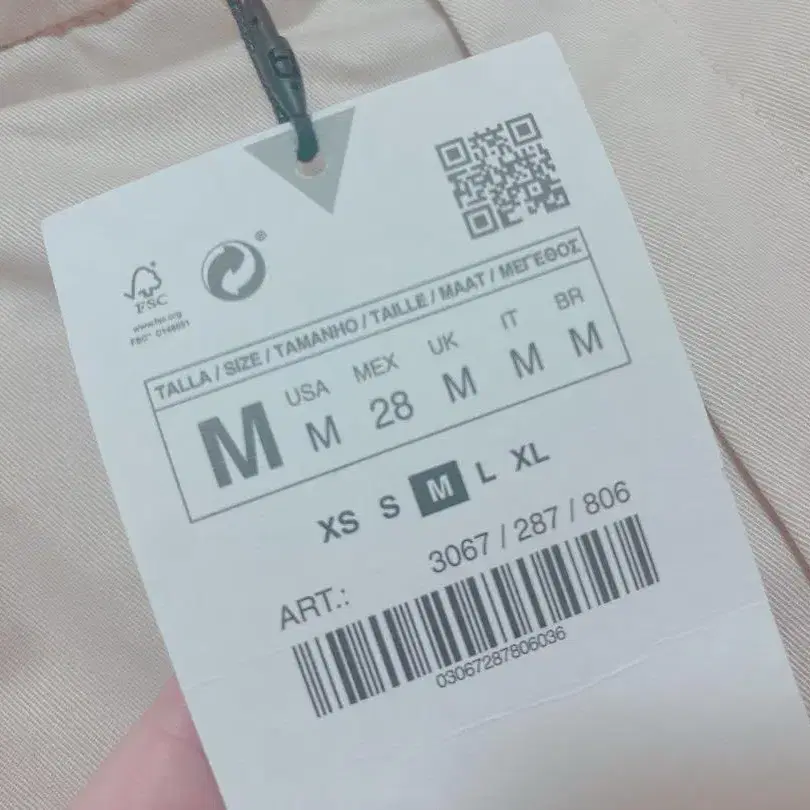 FSC
www.fsc.org
®
TALLA / SIZE / TAMANHO / TAILLE / MAAT / ΜΕΓΕΘΟΣ
USA MEX UK IT BR
M M 28 M M M
XS S M L XL
3067 / 287 / 806
ART.:
03067287806036